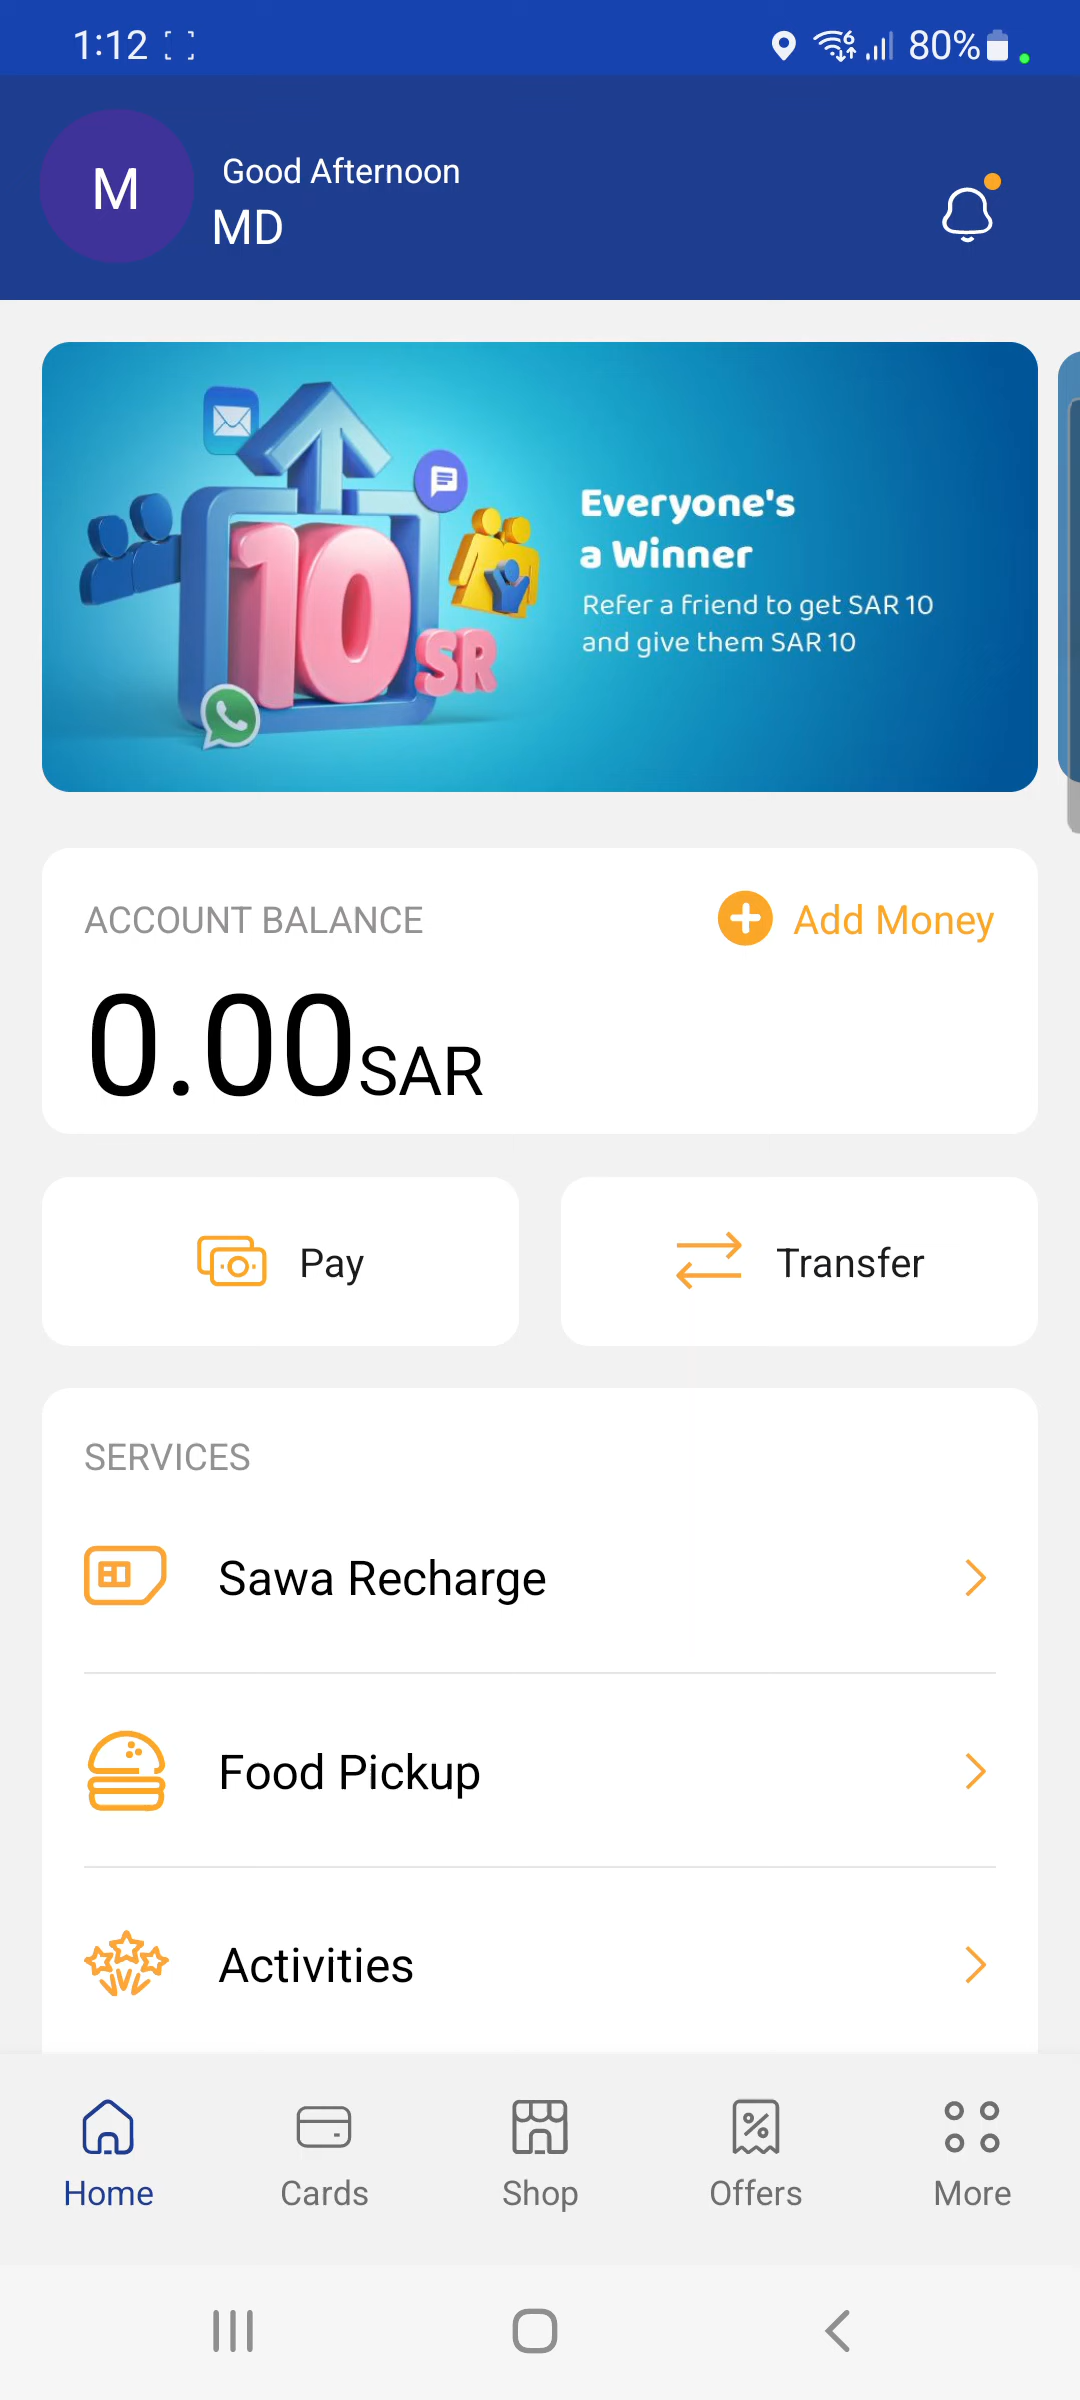 1:12
6
80%
M
Good Afternoon
MD
10
SR
Everyone's
a Winner
Refer a friend to get SAR 10
and give them SAR 10
ACCOUNT BALANCE
Add Money
0.00SAR
Pay
Transfer
SERVICES
Sawa Recharge
Food Pickup
Activities
Home
Cards
Shop
Offers
More